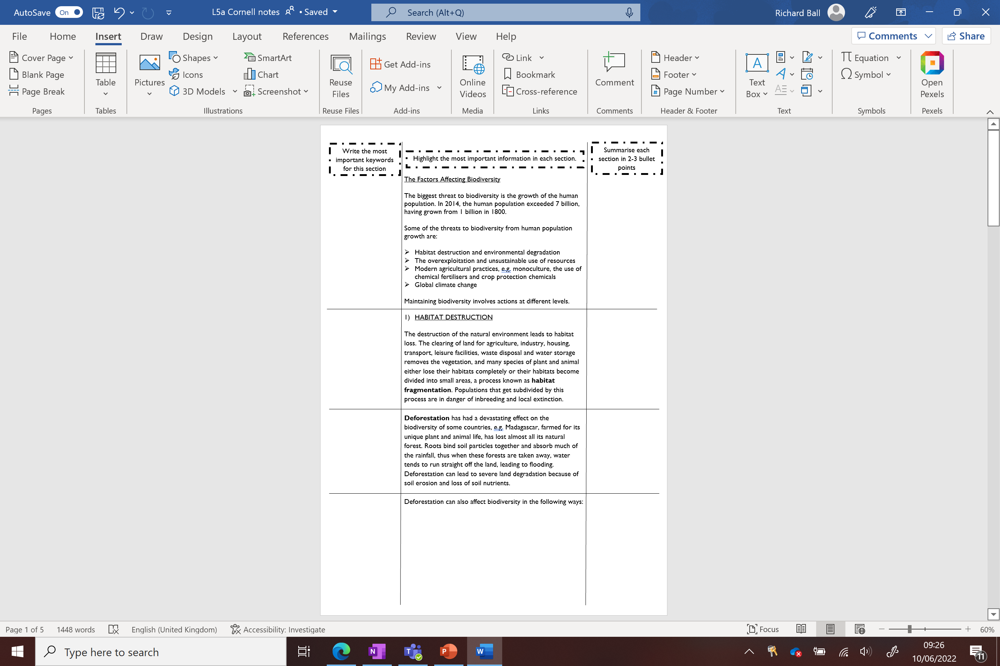 AutoSave On L5a Cornell notes • Saved Search (Alt+Q) Richard Ball
File Home Insert Draw Design Layout References Mailings Review View Help Comments Share
Cover Page
Blank Page
Page Break
Pages
Table
Tables
Pictures
Shapes
Icons
3D Models
SmartArt
Chart
Screenshot
Illustrations
Reuse
Files
Reuse Files
Get Add-ins
My Add-ins
Add-ins
Online
Videos
Media
Link
Bookmark
Cross-reference
Links
Comment
Comments
Header
Footer
Page Number
Header & Footer
Text
Box
Text
Equation
Symbol
Symbols
Open
Pexels
Pexels
Write the most
important keywords
for this section
Highlight the most important information in each section.
Summarise each
section in 2-3 bullet
points
The Factors Affecting Biodiversity
The biggest threat to biodiversity is the growth of the human
population. In 2014, the human population exceeded 7 billion,
having grown from 1 billion in 1800.
Some of the threats to biodiversity from human population
growth are:
➢ Habitat destruction and environmental degradation
➢ The overexploitation and unsustainable use of resources
➢ Modern agricultural practices, e.g. monoculture, the use of
chemical fertilisers and crop protection chemicals
➢ Global climate change
Maintaining biodiversity involves actions at different levels.
1) HABITAT DESTRUCTION
The destruction of the natural environment leads to habitat
loss. The clearing of land for agriculture, industry, housing,
transport, leisure facilities, waste disposal and water storage
removes the vegetation, and many species of plant and animal
either lose their habitats completely or their habitats become
divided into small areas, a process known as habitat
fragmentation. Populations that get subdivided by this
process are in danger of inbreeding and local extinction.
Deforestation has had a devastating effect on the
biodiversity of some countries, e.g. Madagascar, farmed for its
unique plant and animal life, has lost almost all its natural
forest. Roots bind soil particles together and absorb much of
the rainfall, thus when these forests are taken away, water
tends to run straight off the land, leading to flooding.
Deforestation can lead to severe land degradation because of
soil erosion and loss of soil nutrients.
Deforestation can also affect biodiversity in the following ways:
Page 1 of 5 1448 words English (United Kingdom) Accessibility: Investigate Focus 60%
Type here to search
09:26
10/06/2022
11